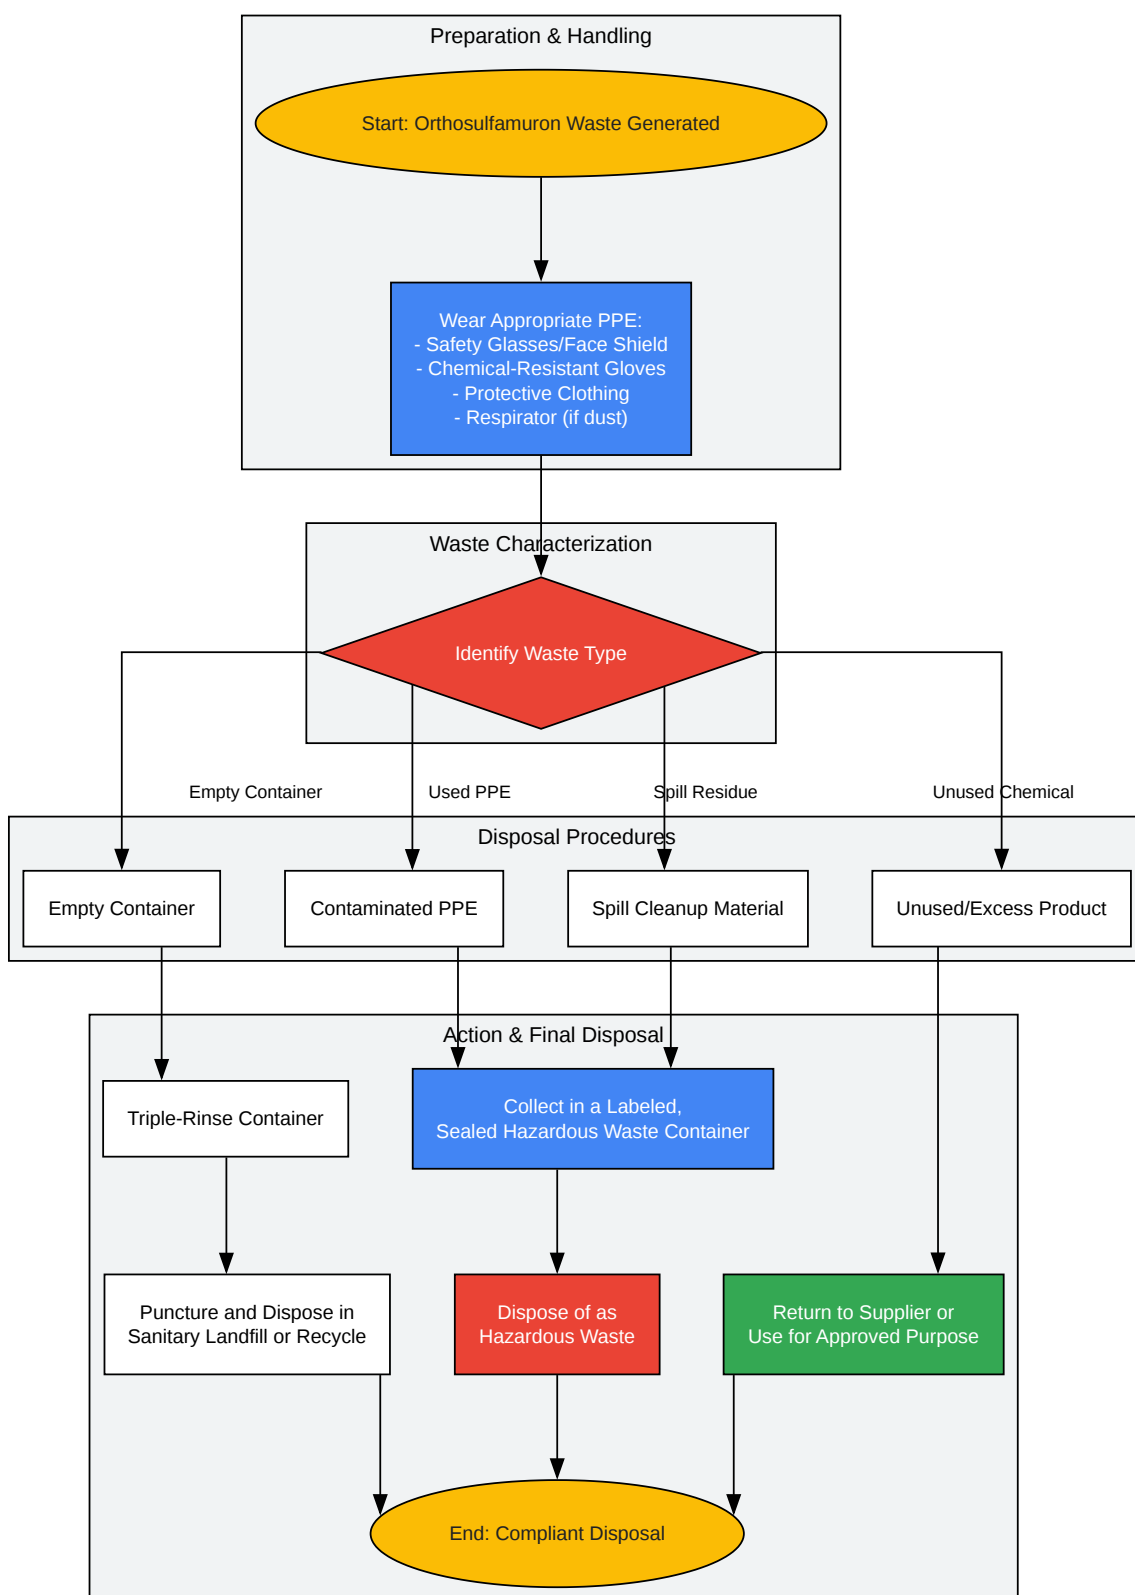 Preparation & Handling
Start: Orthosulfamuron Waste Generated
Wear Appropriate PPE:
- Safety Glasses/Face Shield
- Chemical-Resistant Gloves
- Protective Clothing
- Respirator (if dust)
Waste Characterization
Identify Waste Type
Empty Container
Used PPE
Spill Residue
Unused Chemical
Disposal Procedures
Empty Container
Contaminated PPE
Spill Cleanup Material
Unused/Excess Product
Action & Final Disposal
Triple-Rinse Container
Collect in a Labeled,
Sealed Hazardous Waste Container
Puncture and Dispose in
Sanitary Landfill or Recycle
Dispose of as
Hazardous Waste
Return to Supplier or
Use for Approved Purpose
End: Compliant Disposal